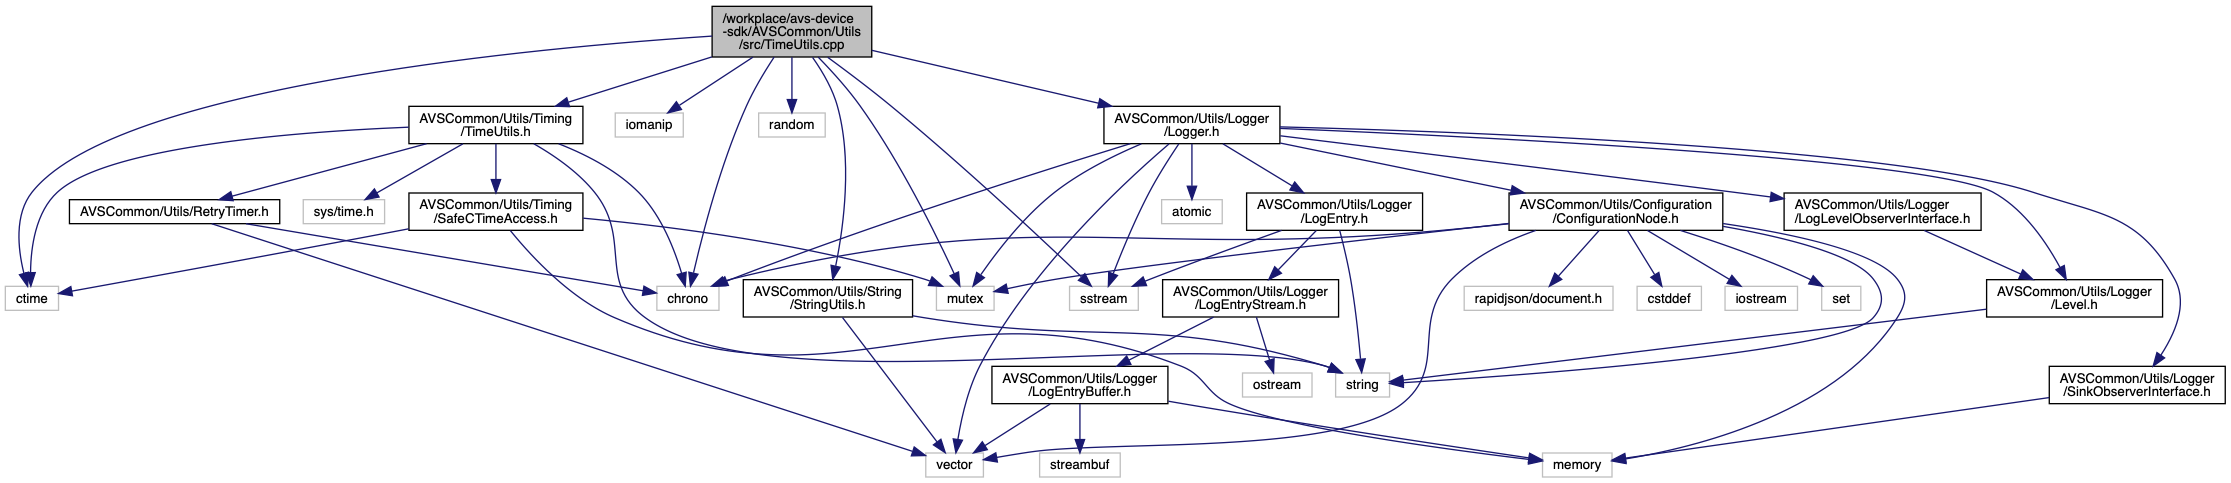 /workplace/avs-device
-sdk/AVSCommon/Utils
/src/TimeUtils.cpp
AVSCommon/Utils/Timing
/TimeUtils.h
iomanip
random
AVSCommon/Utils/Logger
/Logger.h
AVSCommon/Utils/RetryTimer.h
sys/time.h
AVSCommon/Utils/Timing
/SafeCTimeAccess.h
atomic
AVSCommon/Utils/Logger
/LogEntry.h
AVSCommon/Utils/Configuration
/ConfigurationNode.h
AVSCommon/Utils/Logger
/LogLevelObserverInterface.h
ctime
chrono
AVSCommon/Utils/String
/StringUtils.h
mutex
sstream
AVSCommon/Utils/Logger
/LogEntryStream.h
rapidjson/document.h
cstddef
iostream
set
AVSCommon/Utils/Logger
/Level.h
AVSCommon/Utils/Logger
/LogEntryBuffer.h
ostream
string
AVSCommon/Utils/Logger
/SinkObserverInterface.h
vector
streambuf
memory